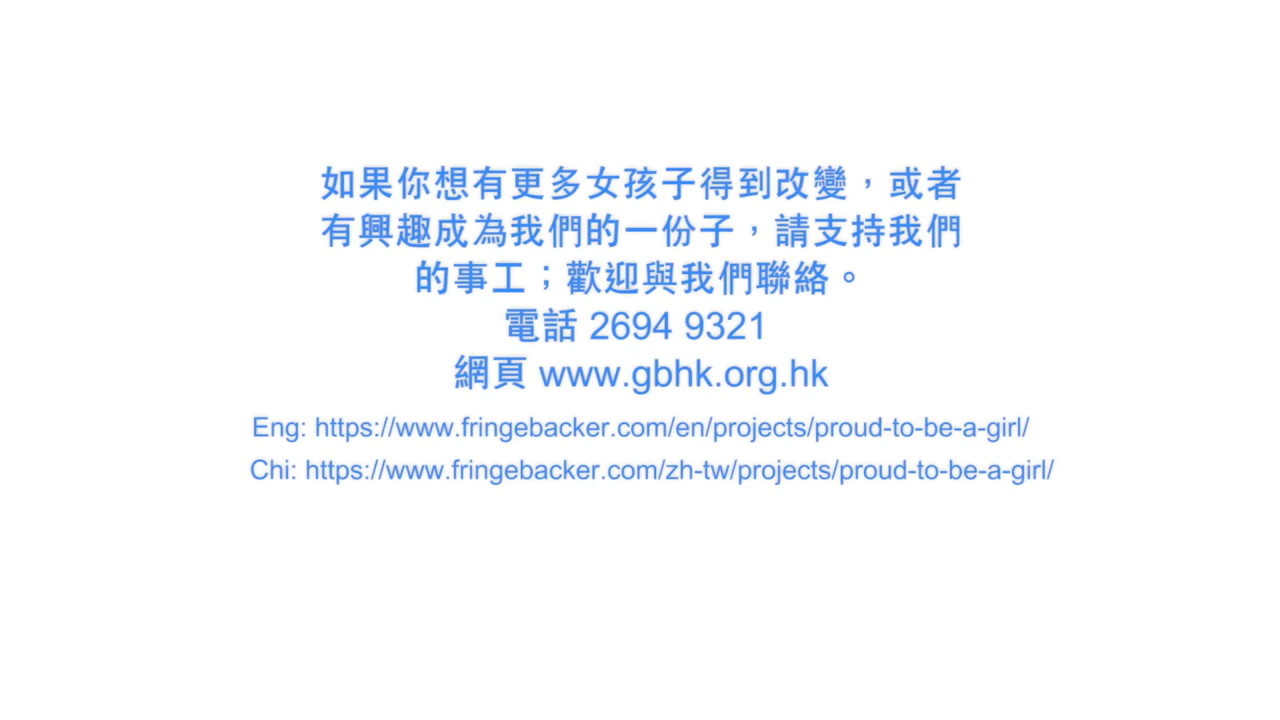 如果你想有更多女孩子得到改變，或者
有興趣成為我們的一份子，請支持我們
的事工；歡迎與我們聯絡。
電話 2694 9321
網頁 www.gbhk.org.hk
Eng: https://www.fringebacker.com/en/projects/proud-to-be-a-girl/
Chi: https://www.fringebacker.com/zh-tw/projects/proud-to-be-a-girl/